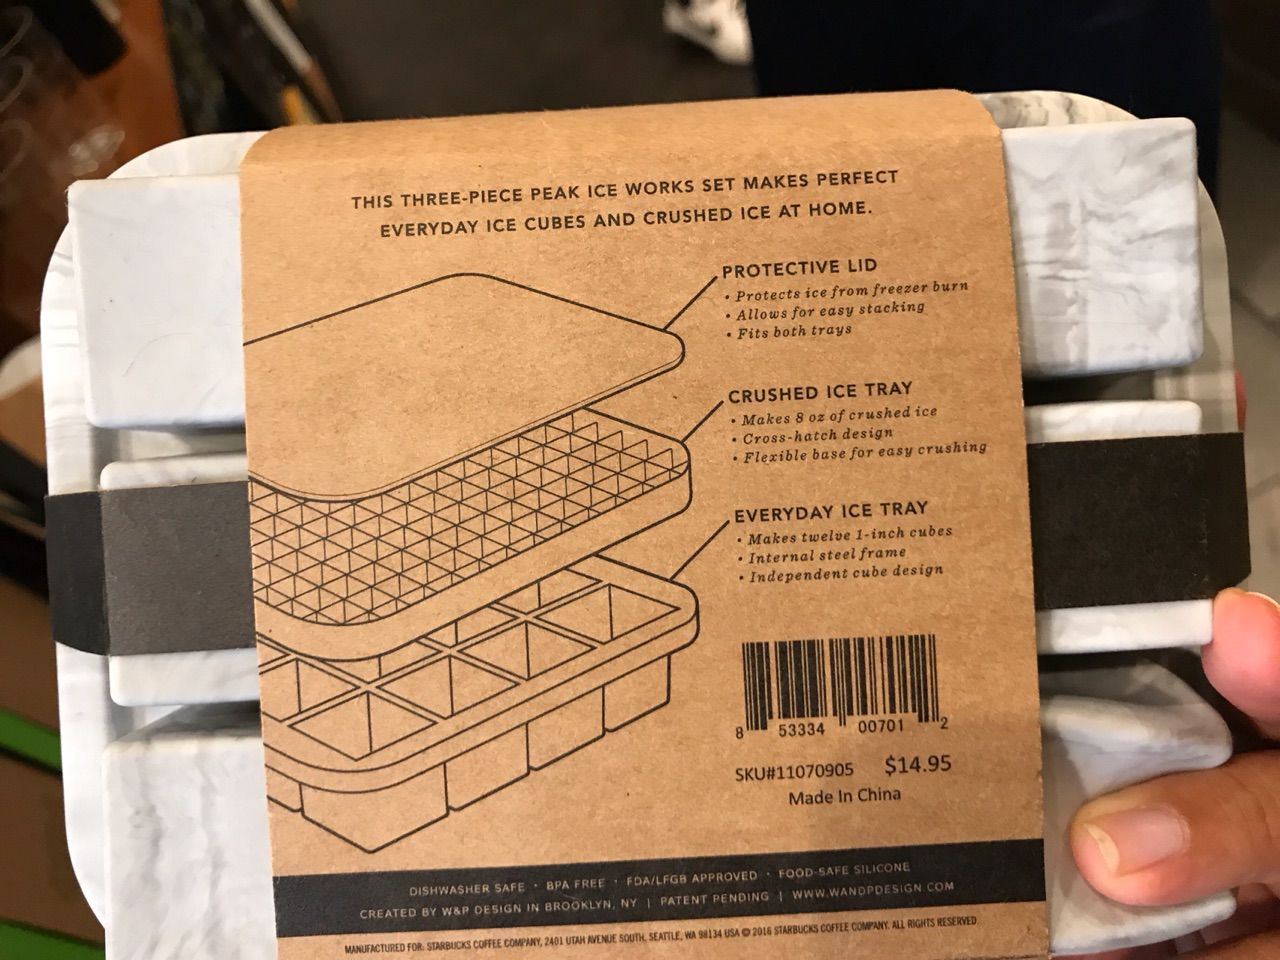 THIS THREE-PIECE PEAK ICE WORKS SET MAKES PERFECT
EVERYDAY ICE CUBES AND CRUSHED ICE AT HOME.
PROTECTIVE LID
• Protects ice from freezer burn
• Allows for easy stacking
• Fits both trays
CRUSHED ICE TRAY
• Makes 8 oz of crushed ice
• Cross-hatch design
• Flexible base for easy crushing
EVERYDAY ICE TRAY
• Makes twelve 1-inch cubes
• Internal steel frame
• Independent cube design
8 53334 00701 2
SKU#11070905 $14.95
Made In China
DISHWASHER SAFE · BPA FREE · FDA/LFGB APPROVED · FOOD-SAFE SILICONE
CREATED BY W&P DESIGN IN BROOKLYN, NY | PATENT PENDING | WWW.WANDPDESIGN.COM
MANUFACTURED FOR: STARBUCKS COFFEE COMPANY, 2401 UTAH AVENUE SOUTH, SEATTLE, WA 98134 USA © 2016 STARBUCKS COFFEE COMPANY. ALL RIGHTS RESERVED.